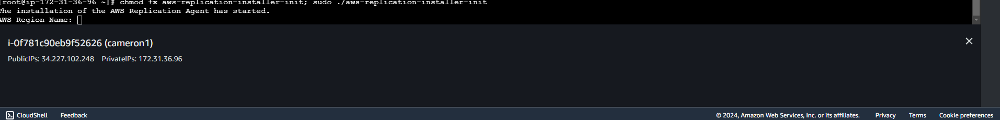 [root@ip-172-31-36-96 ~]# chmod +x aws-replication-installer-init; sudo ./aws-replication-installer-init
The installation of the AWS Replication Agent has started.
AWS Region Name:
i-0f781c90eb9f52626 (cameron1)
PublicIPs: 34.227.102.248 PrivateIPs: 172.31.36.96
CloudShell Feedback © 2024, Amazon Web Services, Inc. or its affiliates. Privacy Terms Cookie preferences